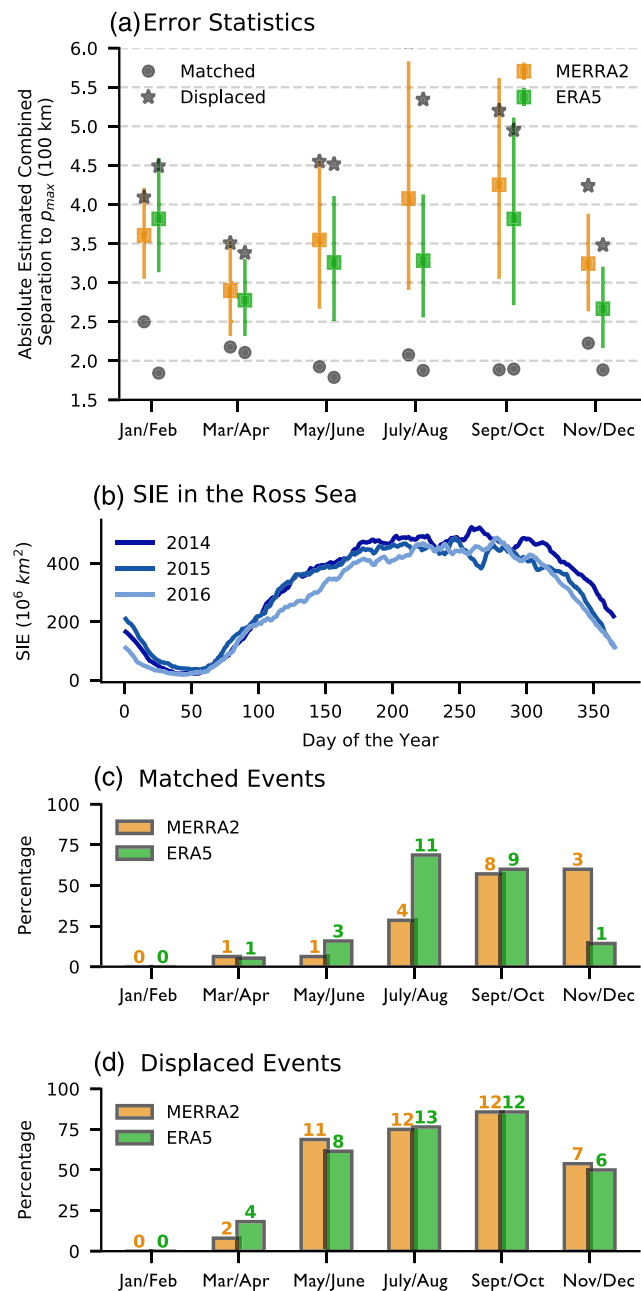 (a) Error Statistics
6.0
5.5
5.0
4.5
4.0
3.5
3.0
2.5
2.0
1.5
Absolute Estimated Combined
Separation to pmax (100 km)
Matched
Displaced
MERRA2
ERA5
Jan/Feb Mar/Apr May/June July/Aug Sept/Oct Nov/Dec
(b) SIE in the Ross Sea
400
200
0
SIE (10^6 km^2)
2014
2015
2016
0 50 100 150 200 250 300 350
Day of the Year
(c) Matched Events
100
75
50
25
0
Percentage
MERRA2
ERA5
0 0 1 1 1 3 4 11 8 9 3 1
Jan/Feb Mar/Apr May/June July/Aug Sept/Oct Nov/Dec
(d) Displaced Events
100
75
50
25
0
Percentage
MERRA2
ERA5
0 0 2 4 11 8 12 13 12 12 7 6
Jan/Feb Mar/Apr May/June July/Aug Sept/Oct Nov/Dec